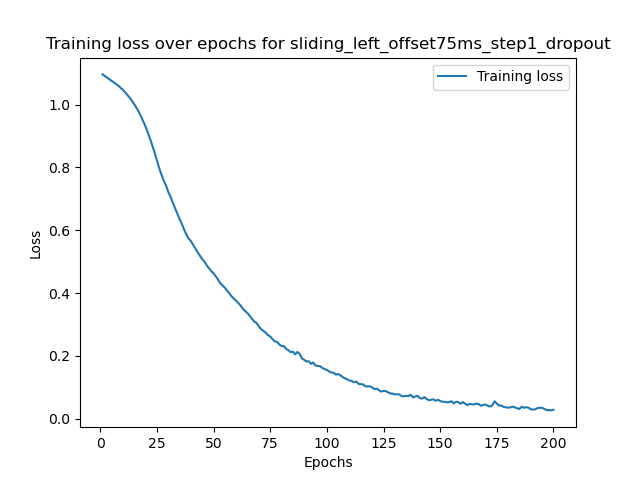 Training loss over epochs for sliding_left_offset75ms_step1_dropout
Training loss
1.0
0.8
0.6
0.4
0.2
0.0
Loss
0 25 50 75 100 125 150 175 200
Epochs